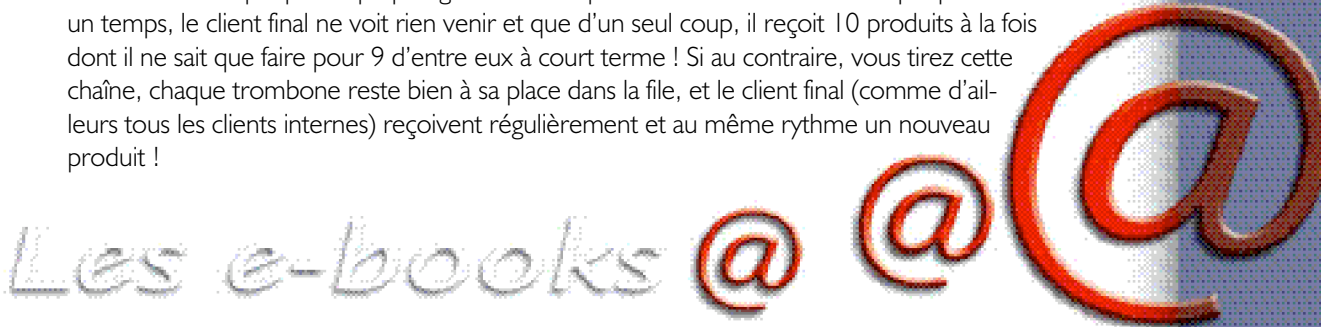 un temps, le client final ne voit rien venir et que d'un seul coup, il reçoit 10 produits à la fois
dont il ne sait que faire pour 9 d'entre eux à court terme ! Si au contraire, vous tirez cette
chaîne, chaque trombone reste bien à sa place dans la file, et le client final (comme d'ail-
leurs tous les clients internes) reçoivent régulièrement et au même rythme un nouveau
produit !
Les e-books @ @ @